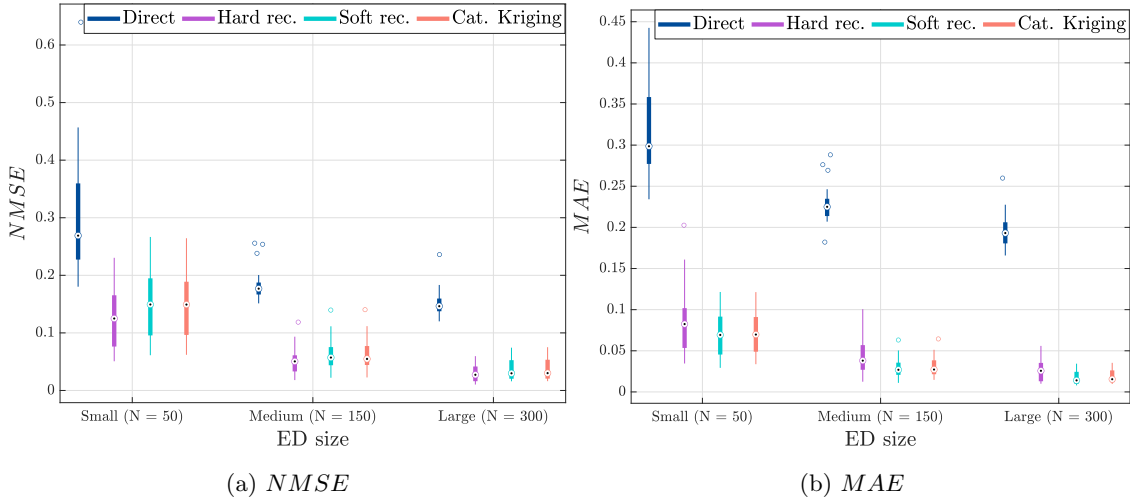 Direct Hard rec. Soft rec. Cat. Kriging
0.6
0.5
0.4
0.3
0.2
0.1
0
NMSE
Small (N = 50) Medium (N = 150) Large (N = 300)
ED size
(a) NMSE
Direct Hard rec. Soft rec. Cat. Kriging
0.45
0.4
0.35
0.3
0.25
0.2
0.15
0.1
0.05
0
MAE
Small (N = 50) Medium (N = 150) Large (N = 300)
ED size
(b) MAE